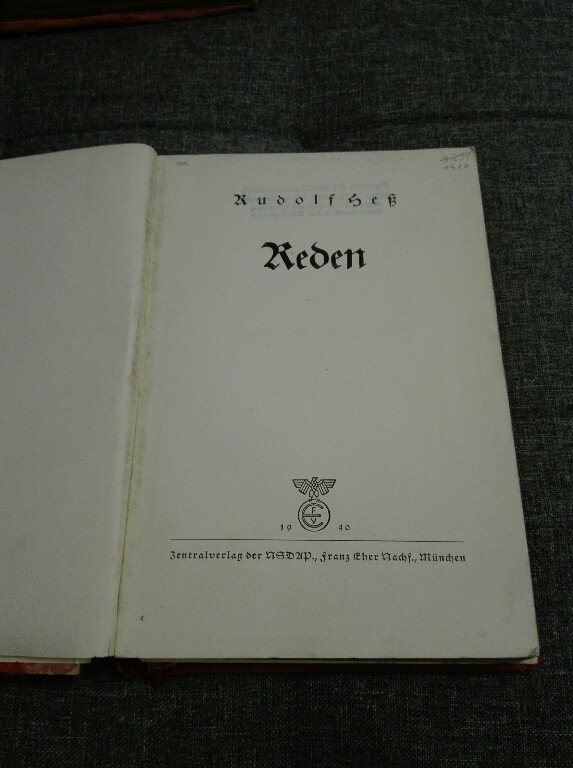 Rudolf Heß
Reden
19 40
Zentralverlag der NSDAP., Franz Eher Nachf., München